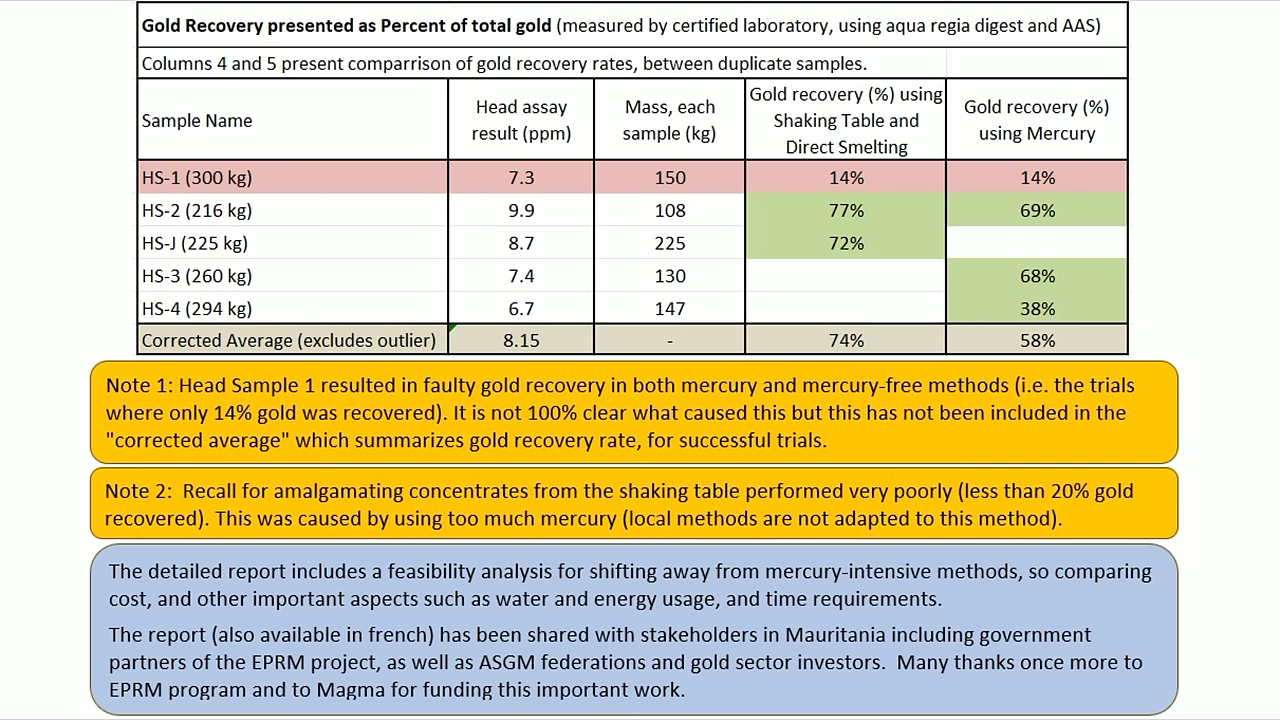 Gold Recovery presented as Percent of total gold (measured by certified laboratory, using aqua regia digest and AAS)
Columns 4 and 5 present comparrison of gold recovery rates, between duplicate samples.
Sample Name | Head assay result (ppm) | Mass, each sample (kg) | Gold recovery (%) using Shaking Table and Direct Smelting | Gold recovery (%) using Mercury
HS-1 (300 kg) | 7.3 | 150 | 14% | 14%
HS-2 (216 kg) | 9.9 | 108 | 77% | 69%
HS-J (225 kg) | 8.7 | 225 | 72% |
HS-3 (260 kg) | 7.4 | 130 | | 68%
HS-4 (294 kg) | 6.7 | 147 | | 38%
Corrected Average (excludes outlier) | 8.15 | - | 74% | 58%
Note 1: Head Sample 1 resulted in faulty gold recovery in both mercury and mercury-free methods (i.e. the trials
where only 14% gold was recovered). It is not 100% clear what caused this but this has not been included in the
"corrected average" which summarizes gold recovery rate, for successful trials.
Note 2:  Recall for amalgamating concentrates from the shaking table performed very poorly (less than 20% gold
recovered). This was caused by using too much mercury (local methods are not adapted to this method).
The detailed report includes a feasibility analysis for shifting away from mercury-intensive methods, so comparing
cost, and other important aspects such as water and energy usage, and time requirements.
The report (also available in french) has been shared with stakeholders in Mauritania including government
partners of the EPRM project, as well as ASGM federations and gold sector investors.  Many thanks once more to
EPRM program and to Magma for funding this important work.